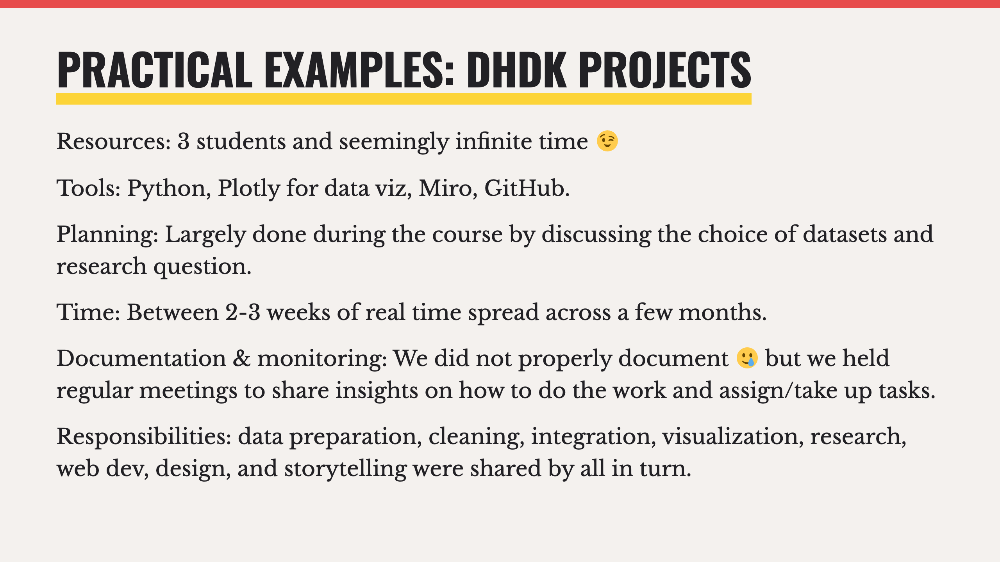 PRACTICAL EXAMPLES: DHDK PROJECTS
Resources: 3 students and seemingly infinite time 😉
Tools: Python, Plotly for data viz, Miro, GitHub.
Planning: Largely done during the course by discussing the choice of datasets and
research question.
Time: Between 2-3 weeks of real time spread across a few months.
Documentation & monitoring: We did not properly document 🥲 but we held
regular meetings to share insights on how to do the work and assign/take up tasks.
Responsibilities: data preparation, cleaning, integration, visualization, research,
web dev, design, and storytelling were shared by all in turn.